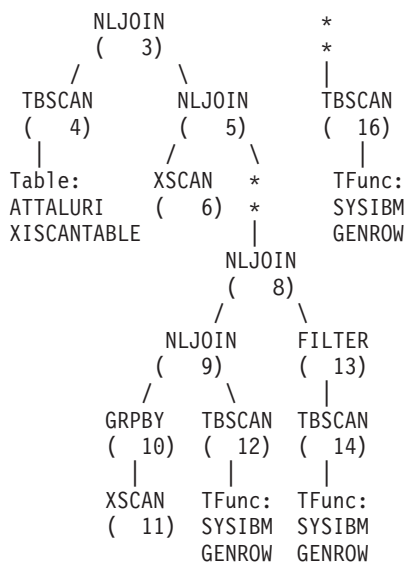 NLJOIN                    *
      (   3)                    *
     /       \                  |
 TBSCAN      NLJOIN           TBSCAN
 (   4)      (   5)           (  16)
  |         /      \            |
Table:     XSCAN    *         TFunc:
ATTALURI   (   6)   *         SYSIBM
XISCANTABLE         |         GENROW
                  NLJOIN
                  (   8)
                /        \
            NLJOIN       FILTER
            (   9)       (  13)
           /      \        |
        GRPBY   TBSCAN   TBSCAN
        (  10)  (  12)   (  14)
          |       |        |
        XSCAN   TFunc:   TFunc:
        (  11)  SYSIBM   SYSIBM
                GENROW   GENROW